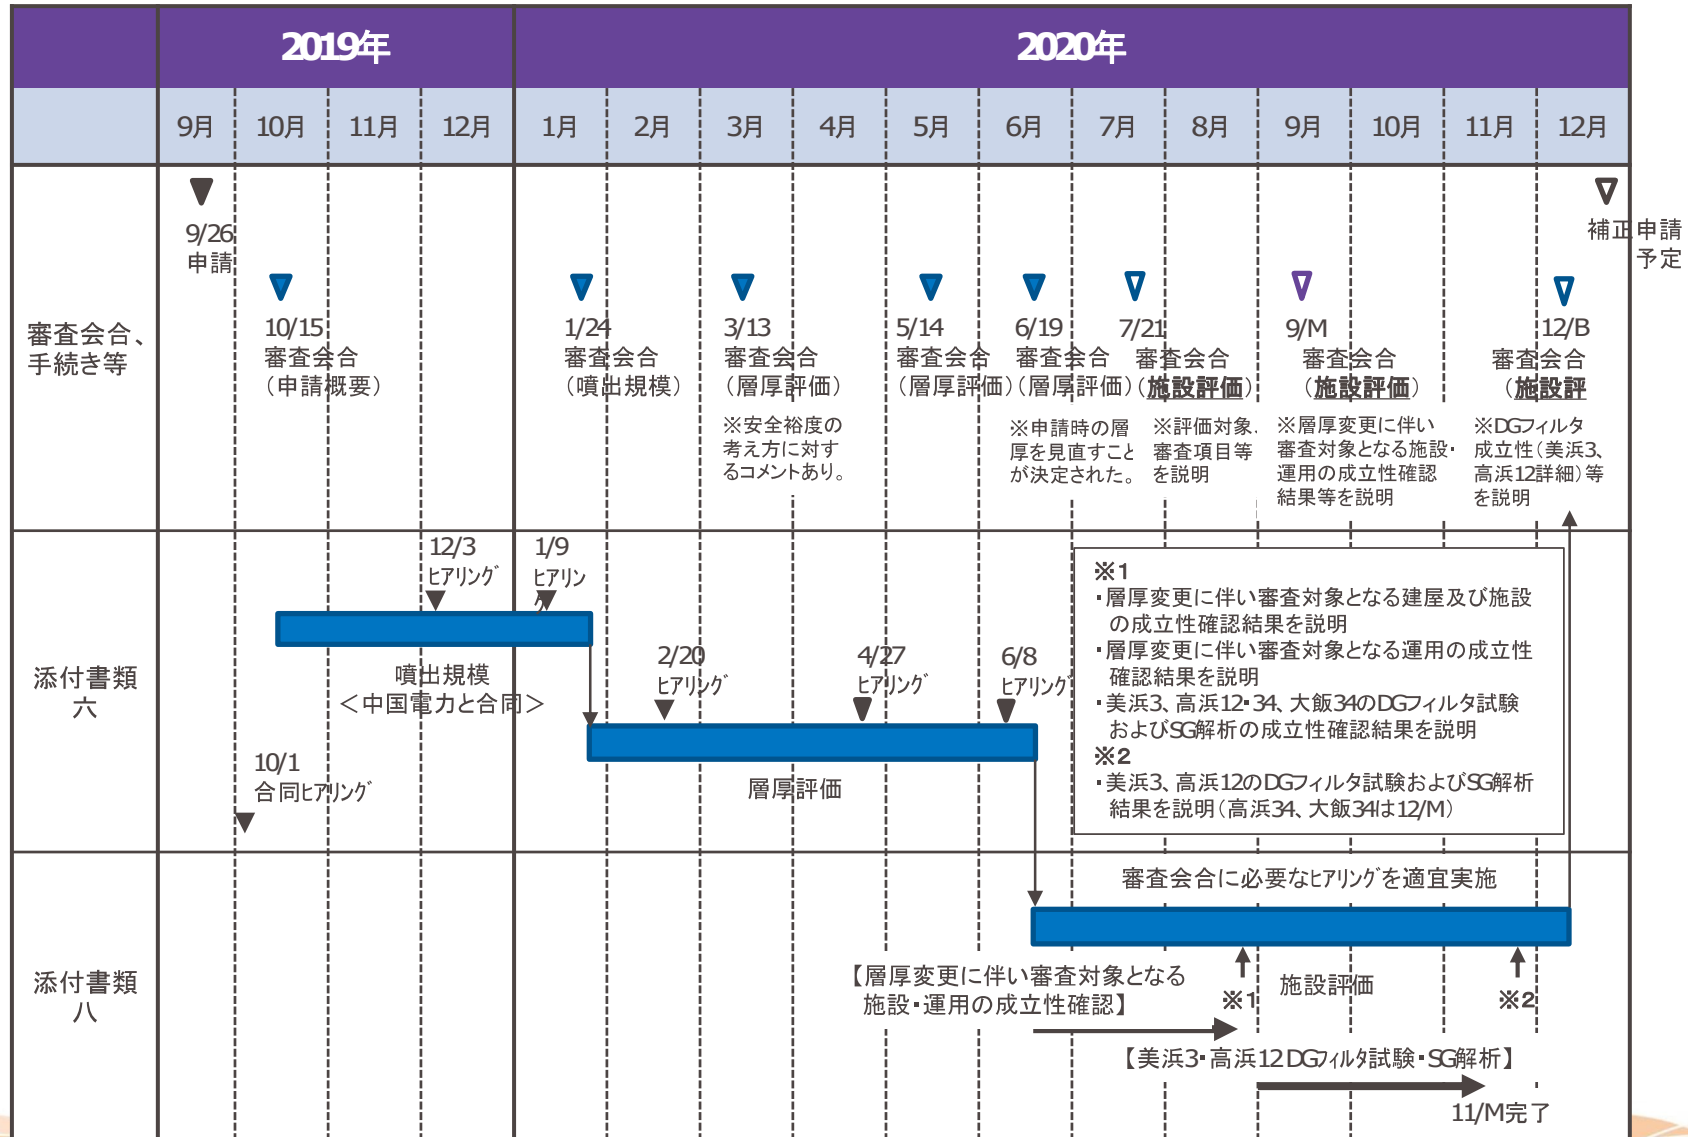 2019年
2020年
9月
10月
11月
12月
1月
2月
3月
4月
5月
6月
7月
8月
9月
10月
11月
12月
審査会合、
手続き等
9/26
申請
10/15
審査会合
(申請概要)
1/24
審査会合
(噴出規模)
3/13
審査会合
(層厚評価)
※安全裕度の
考え方に対す
るコメントあり。
5/14
審査会合
(層厚評価)
6/19
審査会合
(層厚評価)
※申請時の層
厚を見直すこと
が決定された。
7/21
審査会合
(施設評価)
※評価対象、
審査項目等
を説明
9/M
審査会合
(施設評価)
※層厚変更に伴い
審査対象となる施設・
運用の成立性確認
結果等を説明
12/B
審査会合
(施設評
※DGフィルタ
成立性(美浜3、
高浜12詳細)等
を説明
補正申請
予定
添付書類
六
10/1
合同ヒアリング
12/3
ヒアリング
1/9
ヒアリン
グ
噴出規模
<中国電力と合同>
2/20
ヒアリング
4/27
ヒアリング
6/8
ヒアリング
層厚評価
※1
・層厚変更に伴い審査対象となる建屋及び施設
の成立性確認結果を説明
・層厚変更に伴い審査対象となる運用の成立性
確認結果を説明
・美浜3、高浜12・34、大飯34のDGフィルタ試験
およびSG解析の成立性確認結果を説明
※2
・美浜3、高浜12のDGフィルタ試験およびSG解析
結果を説明(高浜34、大飯34は12/M)
添付書類
八
審査会合に必要なヒアリングを適宜実施
【層厚変更に伴い審査対象となる
施設・運用の成立性確認】
※1
施設評価
※2
【美浜3・高浜12DGフィルタ試験・SG解析】
11/M完了